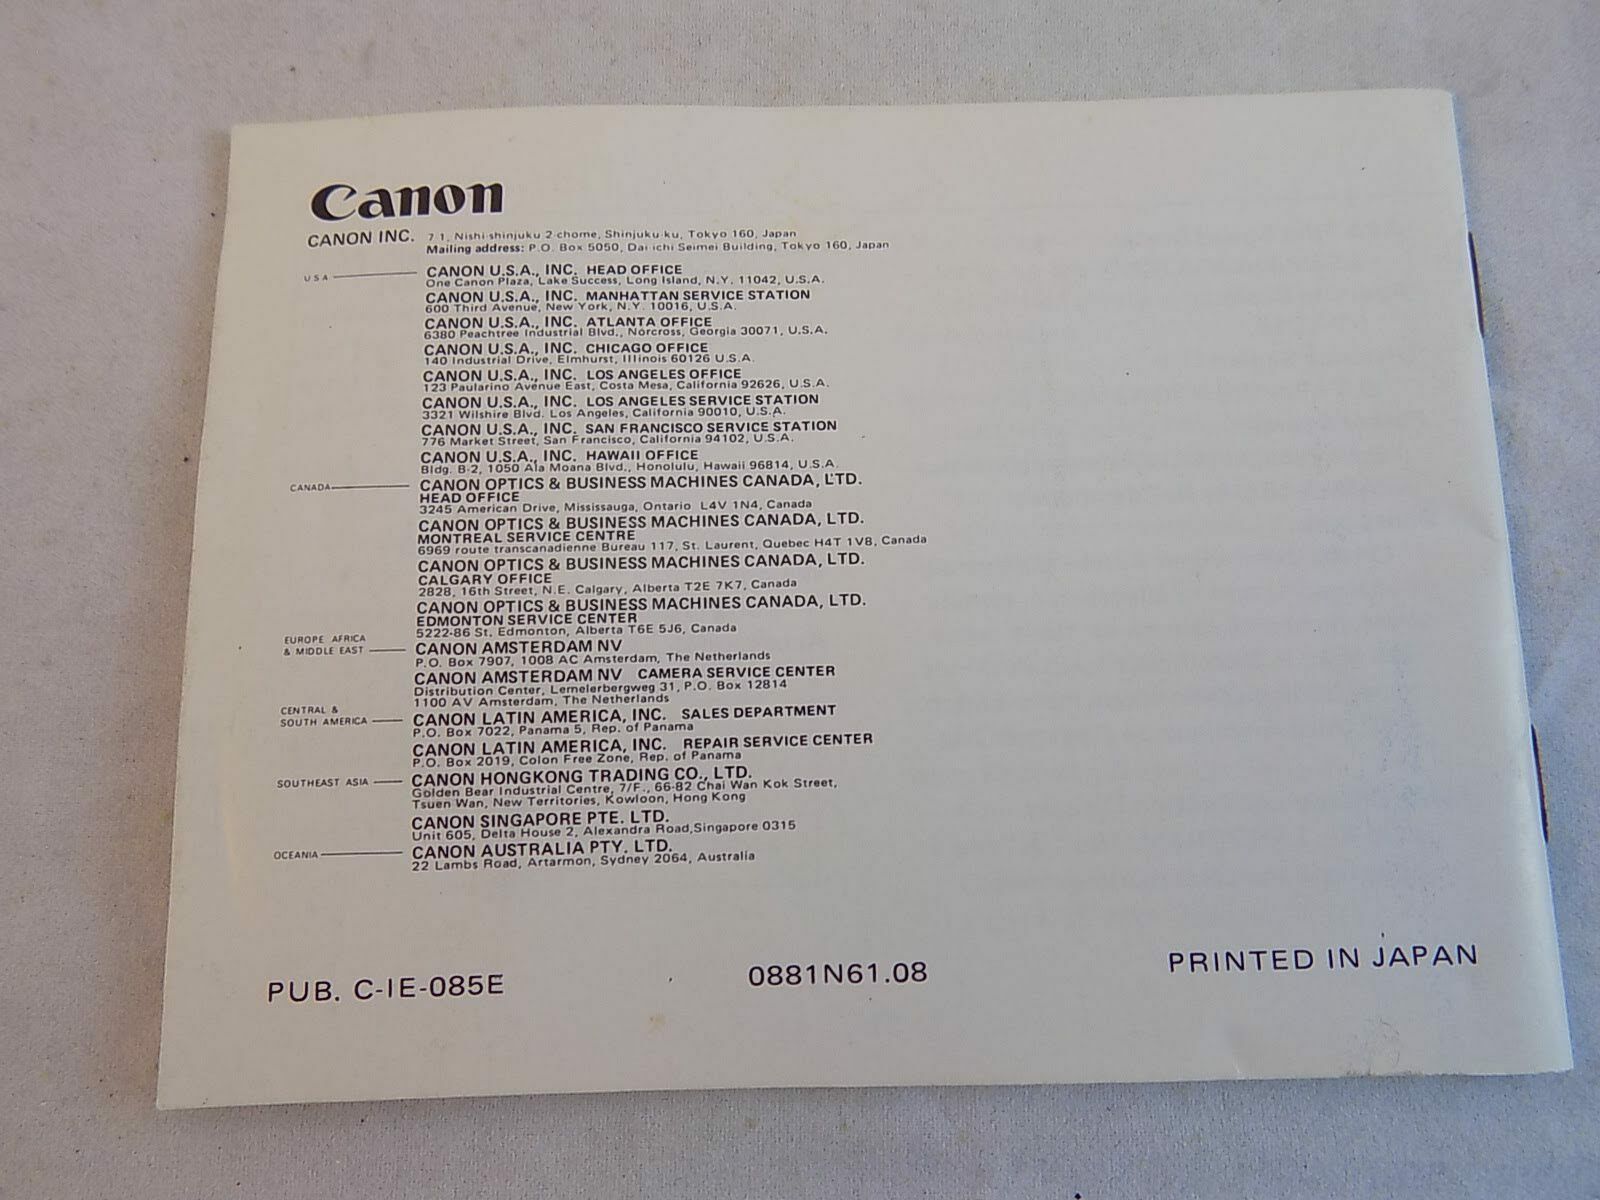 Canon
CANON INC. 7-1, Nishi-shinjuku 2-chome, Shinjuku-ku, Tokyo 160, Japan
Mailing address: P.O. Box 5050, Dai-ichi Seimei Building, Tokyo 160, Japan
U S A CANON U.S.A., INC. HEAD OFFICE
One Canon Plaza, Lake Success, Long Island, N.Y. 11042, U.S.A.
CANON U.S.A., INC. MANHATTAN SERVICE STATION
600 Third Avenue, New York, N.Y. 10016, U.S.A.
CANON U.S.A., INC. ATLANTA OFFICE
6380 Peachtree Industrial Blvd., Norcross, Georgia 30071, U.S.A.
CANON U.S.A., INC. CHICAGO OFFICE
140 Industrial Drive, Elmhurst, Illinois 60126 U.S.A.
CANON U.S.A., INC. LOS ANGELES OFFICE
123 Paularino Avenue East, Costa Mesa, California 92626, U.S.A.
CANON U.S.A., INC. LOS ANGELES SERVICE STATION
3321 Wilshire Blvd. Los Angeles, California 90010, U.S.A.
CANON U.S.A., INC. SAN FRANCISCO SERVICE STATION
776 Market Street, San Francisco, California 94102, U.S.A.
CANON U.S.A., INC. HAWAII OFFICE
Bldg. B-2, 1050 Ala Moana Blvd., Honolulu, Hawaii 96814, U.S.A.
CANADA CANON OPTICS & BUSINESS MACHINES CANADA, LTD.
HEAD OFFICE
3245 American Drive, Mississauga, Ontario L4V 1N4, Canada
CANON OPTICS & BUSINESS MACHINES CANADA, LTD.
MONTREAL SERVICE CENTRE
6969 route transcanadienne Bureau 117, St. Laurent, Quebec H4T 1V8, Canada
CANON OPTICS & BUSINESS MACHINES CANADA, LTD.
CALGARY OFFICE
2828, 16th Street, N.E. Calgary, Alberta T2E 7K7, Canada
CANON OPTICS & BUSINESS MACHINES CANADA, LTD.
EDMONTON SERVICE CENTER
5222-86 St. Edmonton, Alberta T6E 5J6, Canada
EUROPE AFRICA
& MIDDLE EAST CANON AMSTERDAM NV
P.O. Box 7907, 1008 AC Amsterdam, The Netherlands
CANON AMSTERDAM NV CAMERA SERVICE CENTER
Distribution Center, Lemelerbergweg 31, P.O. Box 12814
1100 AV Amsterdam, The Netherlands
CENTRAL &
SOUTH AMERICA CANON LATIN AMERICA, INC. SALES DEPARTMENT
P.O. Box 7022, Panama 5, Rep. of Panama
CANON LATIN AMERICA, INC. REPAIR SERVICE CENTER
P.O. Box 2019, Colon Free Zone, Rep. of Panama
SOUTHEAST ASIA CANON HONGKONG TRADING CO., LTD.
Golden Bear Industrial Centre, 7/F., 66-82 Chai Wan Kok Street,
Tsuen Wan, New Territories, Kowloon, Hong Kong
CANON SINGAPORE PTE. LTD.
Unit 605, Delta House 2, Alexandra Road,Singapore 0315
OCEANIA CANON AUSTRALIA PTY. LTD.
22 Lambs Road, Artarmon, Sydney 2064, Australia
PUB. C-IE-085E 0881N61.08 PRINTED IN JAPAN